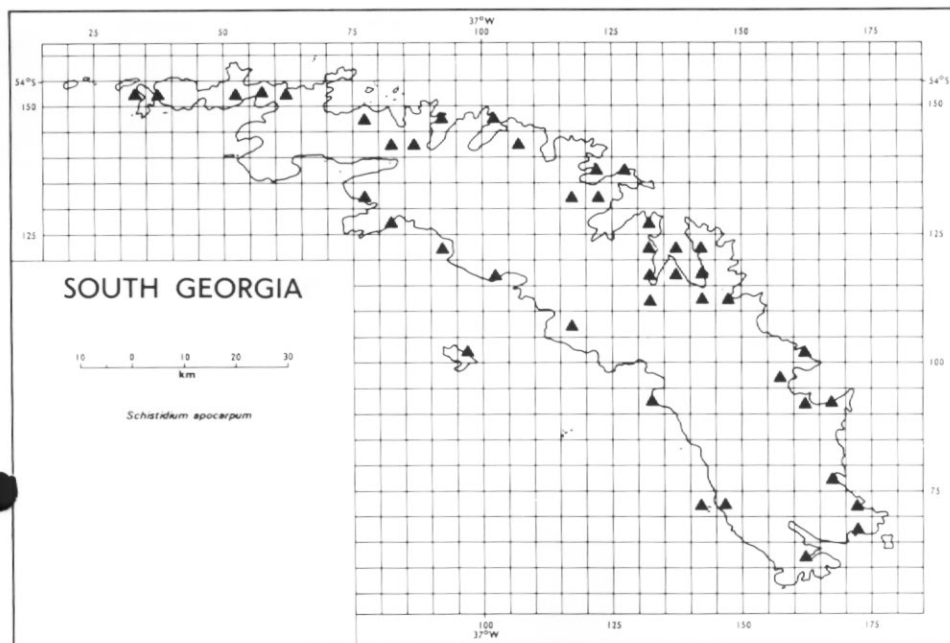 37°W
25 50 75 100 125 150 175
54°S 54°S
150 150
125 125
SOUTH GEORGIA
10 0 10 20 30
km
100
Schistidium apocarpum
75
100 125 150 175
37°W